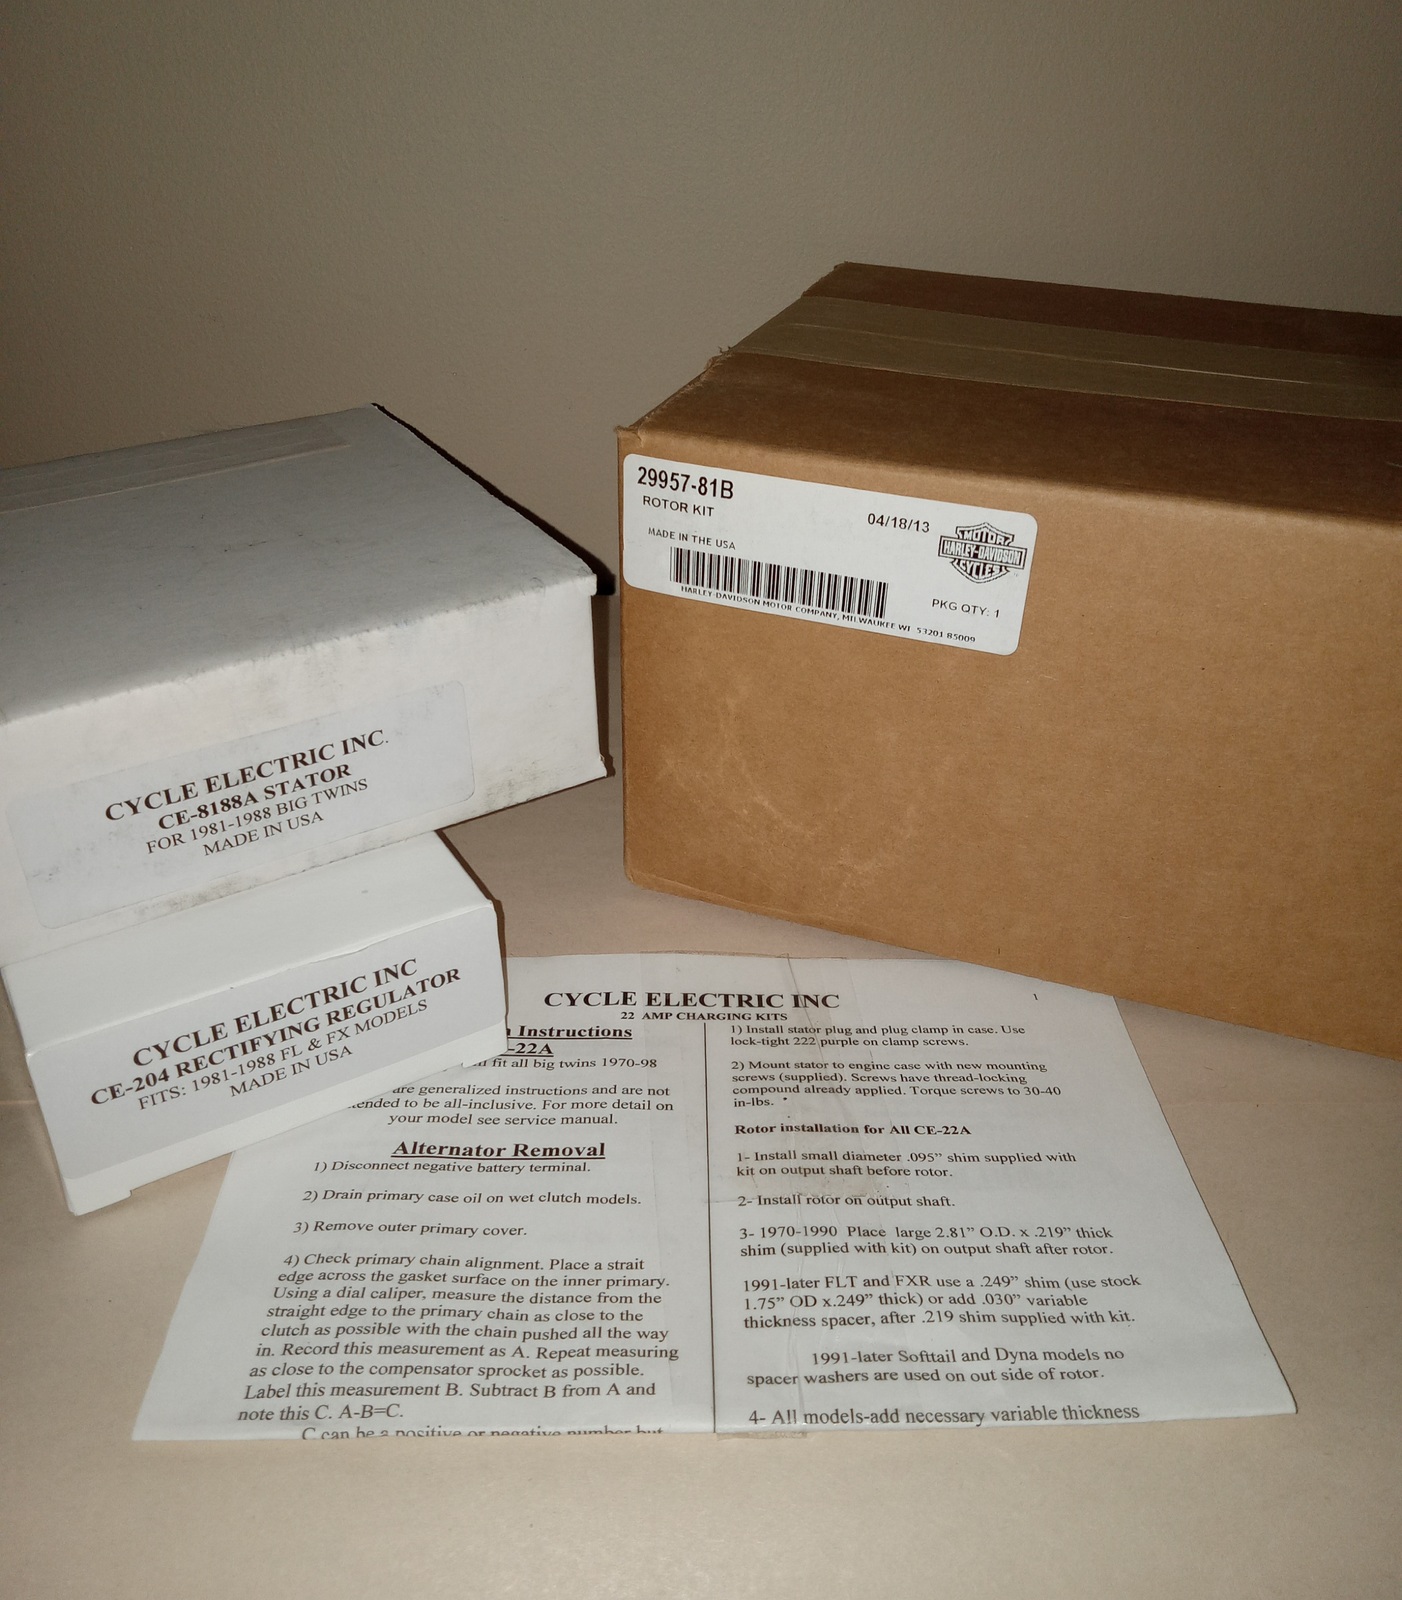 29957-81B
ROTOR KIT
04/18/13
MADE IN THE USA
MOTOR
HARLEY-DAVIDSON
CYCLES
PKG QTY: 1
HARLEY-DAVIDSON MOTOR COMPANY, MILWAUKEE WI 53201 85009
CYCLE ELECTRIC INC.
CE-8188A STATOR
FOR 1981-1988 BIG TWINS
MADE IN USA
CYCLE ELECTRIC INC
CE-204 RECTIFYING REGULATOR
FITS: 1981-1988 FL & FX MODELS
MADE IN USA
CYCLE ELECTRIC INC
1
22 AMP CHARGING KITS
Instructions
-22A
fit all big twins 1970-98
are generalized instructions and are not
ended to be all-inclusive. For more detail on
your model see service manual.
Alternator Removal
1) Disconnect negative battery terminal.
2) Drain primary case oil on wet clutch models.
3) Remove outer primary cover.
4) Check primary chain alignment. Place a strait
edge across the gasket surface on the inner primary.
Using a dial caliper, measure the distance from the
straight edge to the primary chain as close to the
clutch as possible with the chain pushed all the way
in. Record this measurement as A. Repeat measuring
as close to the compensator sprocket as possible.
Label this measurement B. Subtract B from A and
note this C. A-B=C.
C can be a positive or negative number but
1) Install stator plug and plug clamp in case. Use
lock-tight 222 purple on clamp screws.
2) Mount stator to engine case with new mounting
screws (supplied). Screws have thread-locking
compound already applied. Torque screws to 30-40
in-lbs.
Rotor installation for All CE-22A
1- Install small diameter .095" shim supplied with
kit on output shaft before rotor.
2- Install rotor on output shaft.
3- 1970-1990 Place large 2.81" O.D. x .219" thick
shim (supplied with kit) on output shaft after rotor.
1991-later FLT and FXR use a .249" shim (use stock
1.75" OD x.249" thick) or add .030" variable
thickness spacer, after .219 shim supplied with kit.
1991-later Softtail and Dyna models no
spacer washers are used on out side of rotor.
4- All models-add necessary variable thickness